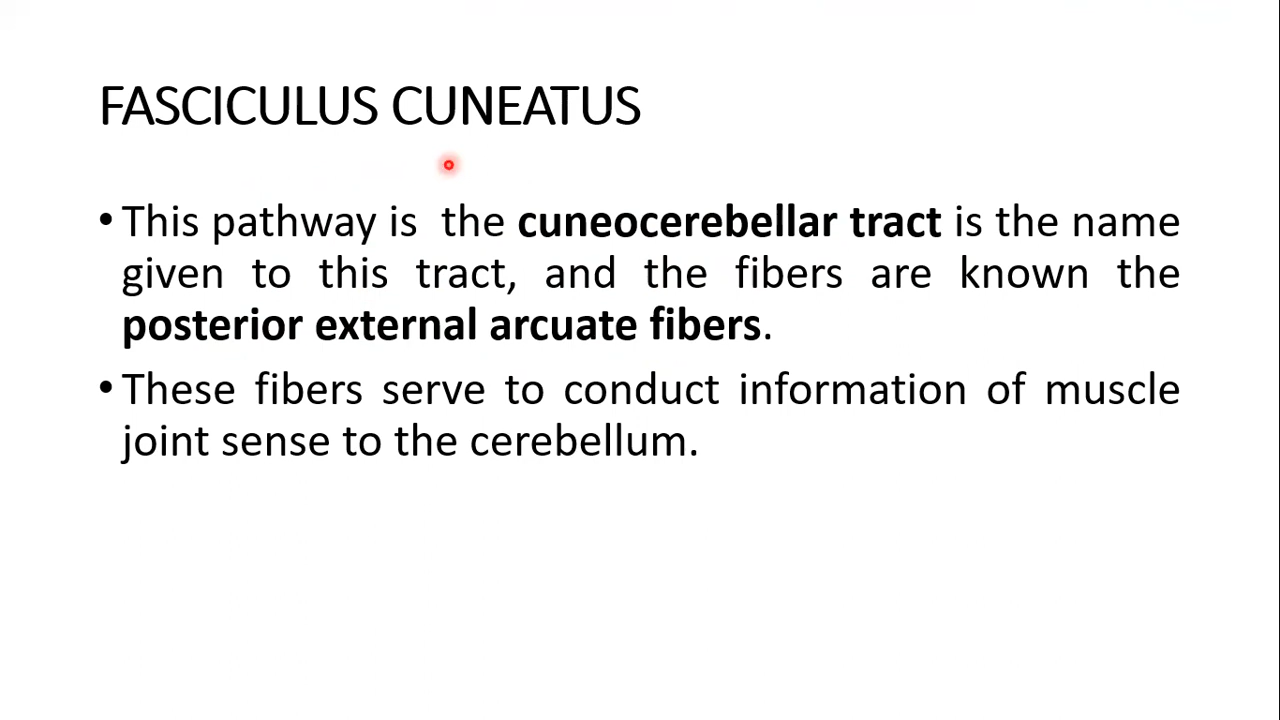 FASCICULUS CUNEATUS
•This pathway is  the cuneocerebellar tract is the name
given to this tract, and the fibers are known the
posterior external arcuate fibers.
•These fibers serve to conduct information of muscle
joint sense to the cerebellum.